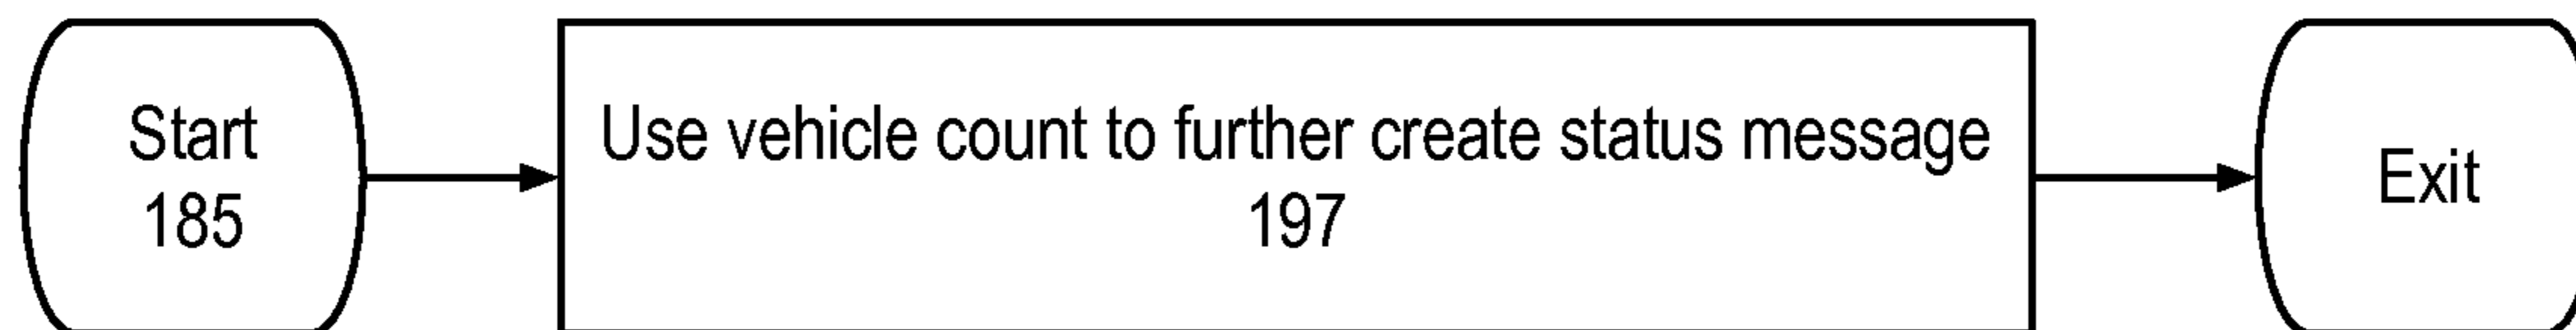 Start
185
Use vehicle count to further create status message
197
Exit